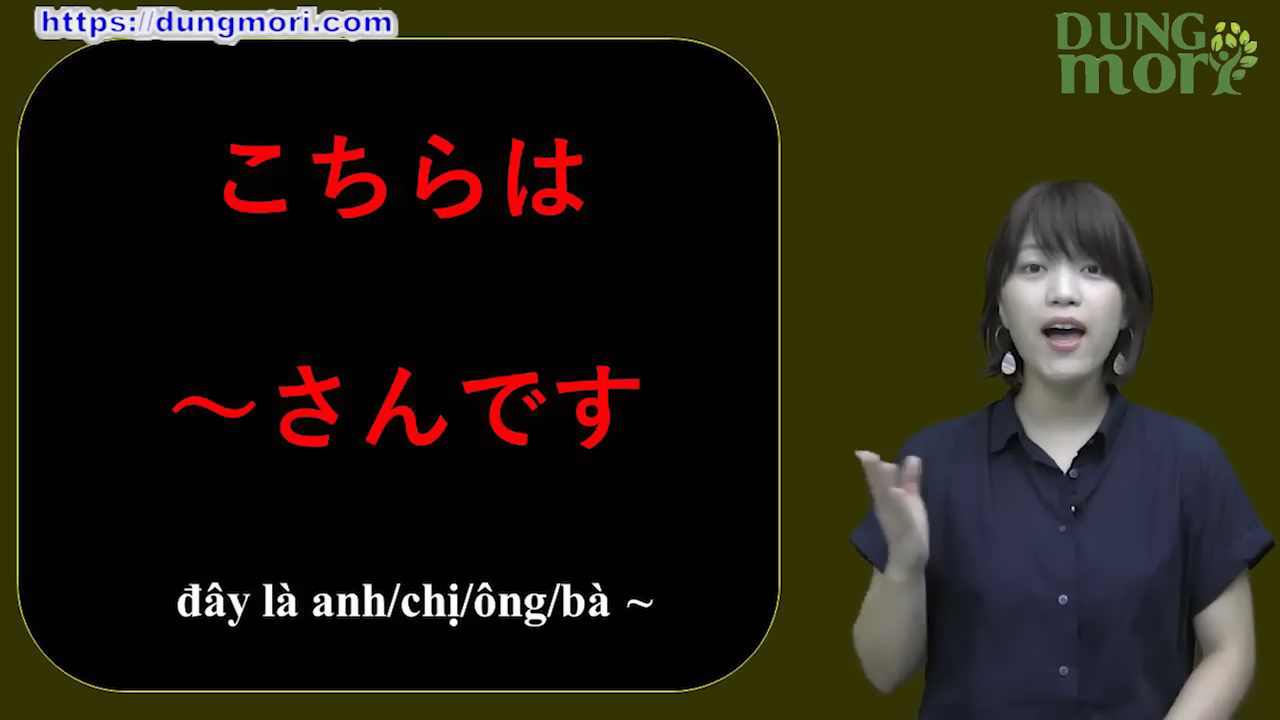 https://dungmori.com
DUNG
mori
こちらは
～さんです
đây là anh/chị/ông/bà ~